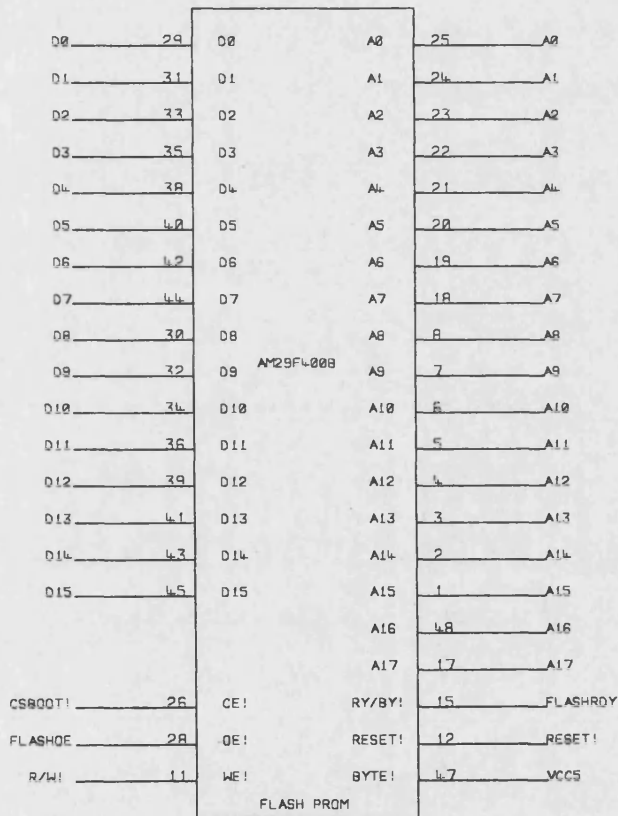 D0 29 D0 A0 25 A0
D1 31 D1 A1 24 A1
D2 33 D2 A2 23 A2
D3 35 D3 A3 22 A3
D4 38 D4 A4 21 A4
D5 40 D5 A5 20 A5
D6 42 D6 A6 19 A6
D7 44 D7 A7 18 A7
D8 30 D8 A8 8 A8
AM29F400B
D9 32 D9 A9 7 A9
D10 34 D10 A10 6 A10
D11 36 D11 A11 5 A11
D12 39 D12 A12 4 A12
D13 41 D13 A13 3 A13
D14 43 D14 A14 2 A14
D15 45 D15 A15 1 A15
A16 48 A16
A17 17 A17
CSBOOT! 26 CE! RY/BY! 15 FLASHRDY
FLASHOE 28 OE! RESET! 12 RESET!
R/W! 11 WE! BYTE! 47 VCC5
FLASH PROM